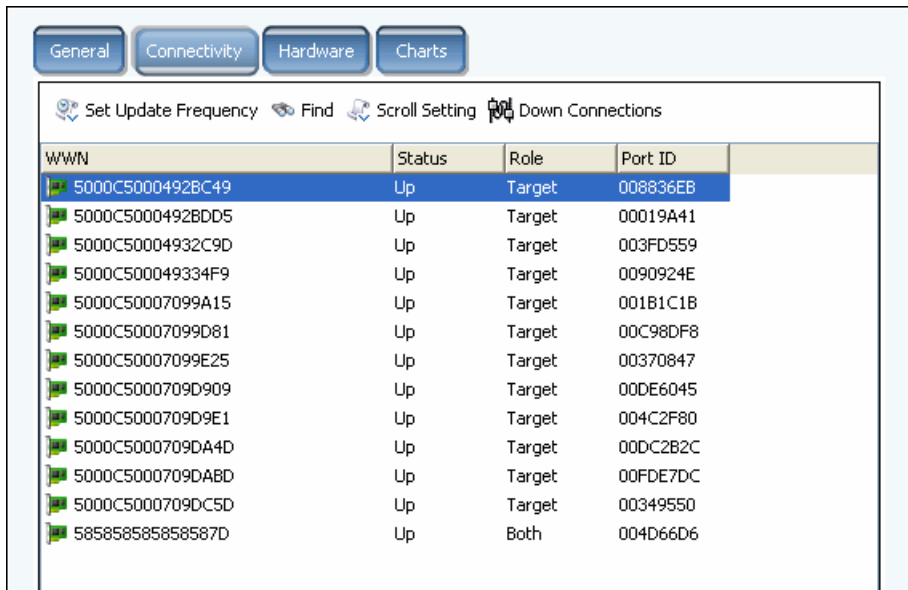 General Connectivity Hardware Charts
Set Update Frequency Find Scroll Setting Down Connections
WWN Status Role Port ID
5000C5000492BC49 Up Target 008836EB
5000C5000492BDD5 Up Target 00019A41
5000C50004932C9D Up Target 003FD559
5000C500049334F9 Up Target 0090924E
5000C50007099A15 Up Target 001B1C1B
5000C50007099D81 Up Target 00C98DF8
5000C50007099E25 Up Target 00370847
5000C5000709D909 Up Target 00DE6045
5000C5000709D9E1 Up Target 004C2F80
5000C5000709DA4D Up Target 00DC2B2C
5000C5000709DABD Up Target 00FDE7DC
5000C5000709DC5D Up Target 00349550
585858585858587D Up Both 004D66D6